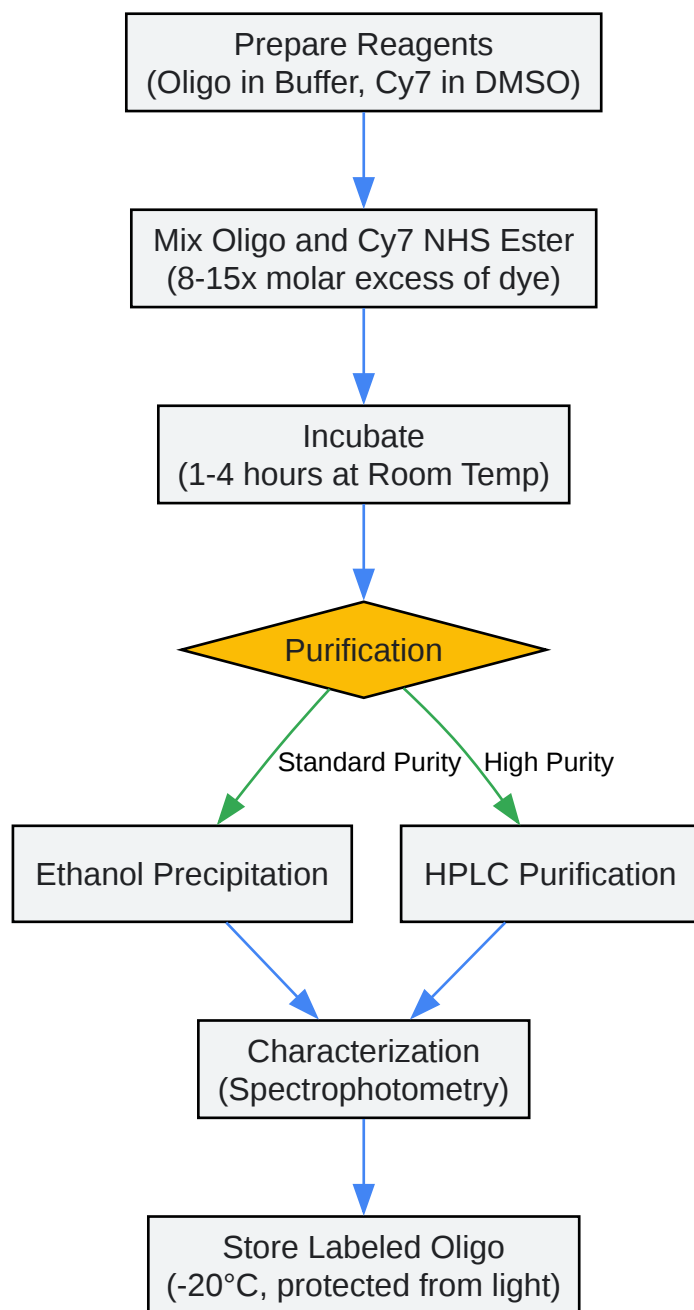 Prepare Reagents
(Oligo in Buffer, Cy7 in DMSO)
Mix Oligo and Cy7 NHS Ester
(8-15x molar excess of dye)
Incubate
(1-4 hours at Room Temp)
Purification
Standard Purity
High Purity
Ethanol Precipitation
HPLC Purification
Characterization
(Spectrophotometry)
Store Labeled Oligo
(-20°C, protected from light)